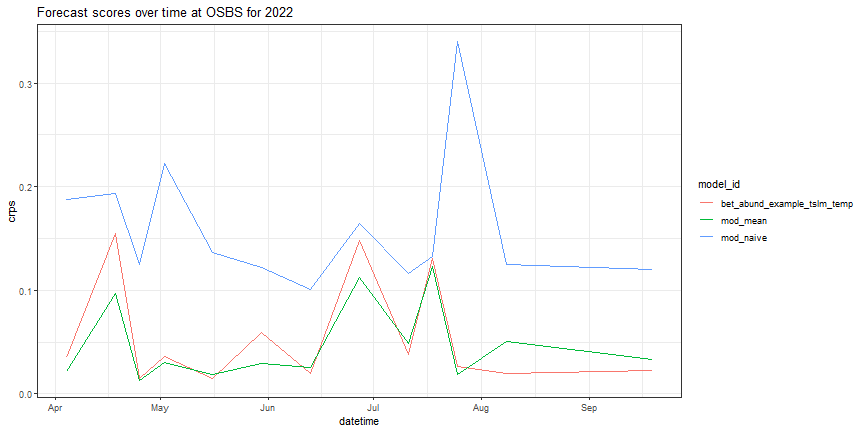 Forecast scores over time at OSBS for 2022
crps
0.3
0.2
0.1
0.0
Apr May Jun Jul Aug Sep
datetime
model_id
bet_abund_example_tslm_temp
mod_mean
mod_naive